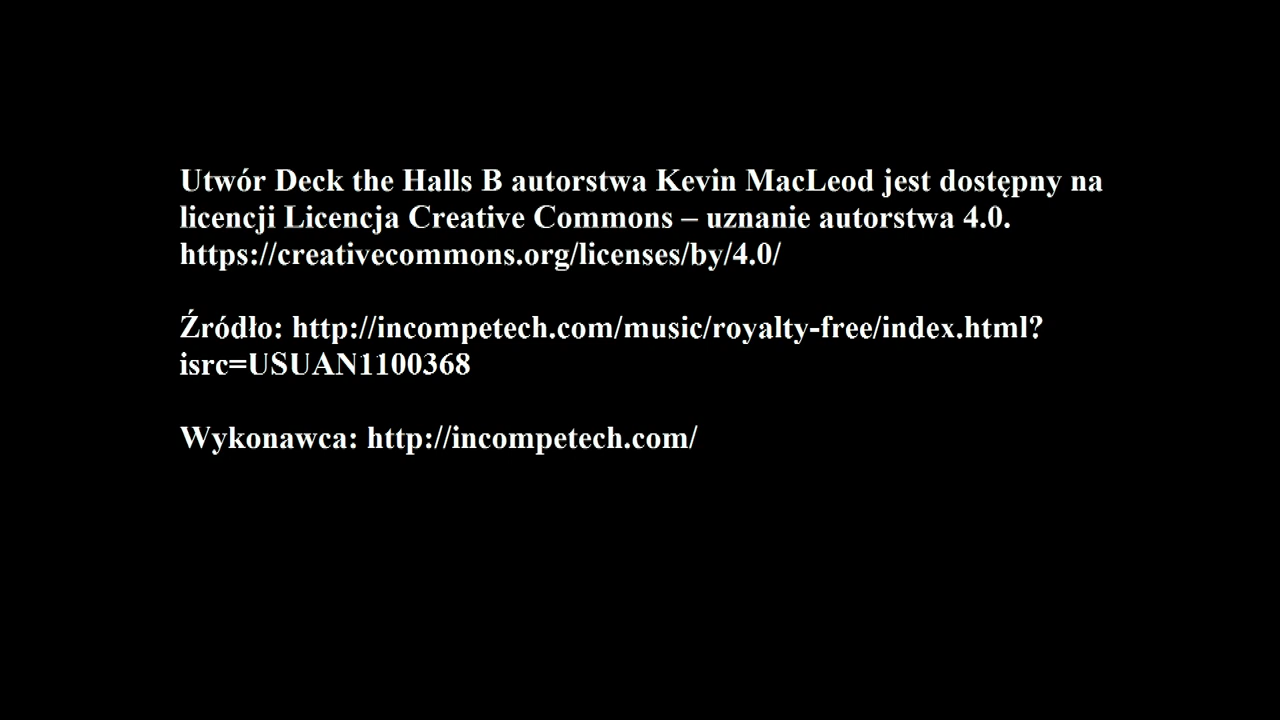 Utwór Deck the Halls B autorstwa Kevin MacLeod jest dostępny na
licencji Licencja Creative Commons – uznanie autorstwa 4.0.
https://creativecommons.org/licenses/by/4.0/
Źródło: http://incompetech.com/music/royalty-free/index.html?
isrc=USUAN1100368
Wykonawca: http://incompetech.com/